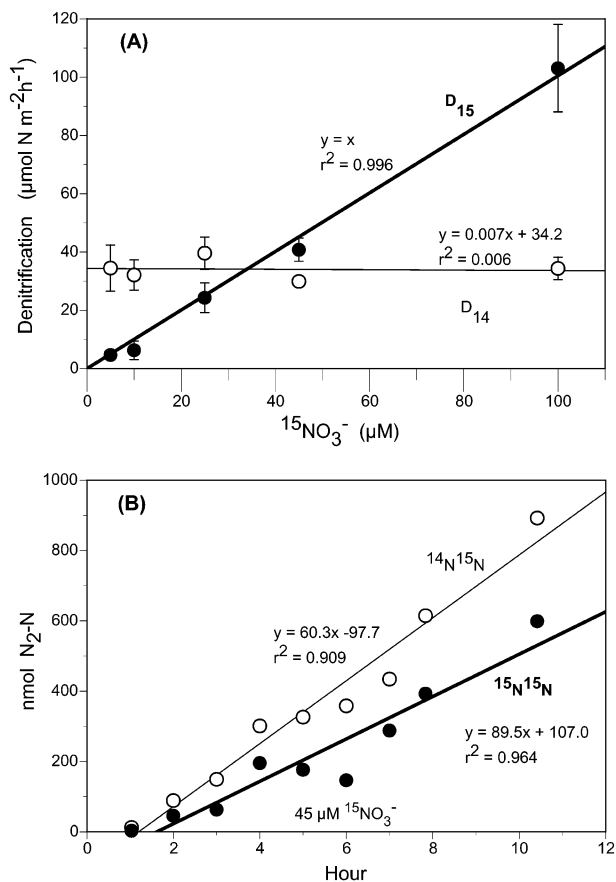 (A)
120
100
80
60
40
20
0
Denitrification (µmol N m-2h-1)
D15
y = x
r2 = 0.996
y = 0.007x + 34.2
r2 = 0.006
D14
0 20 40 60 80 100
15NO3- (µM)
(B)
1000
800
600
400
200
0
nmol N2-N
14N15N
y = 60.3x -97.7
r2 = 0.909
15N15N
y = 89.5x + 107.0
r2 = 0.964
45 µM 15NO3-
0 2 4 6 8 10 12
Hour